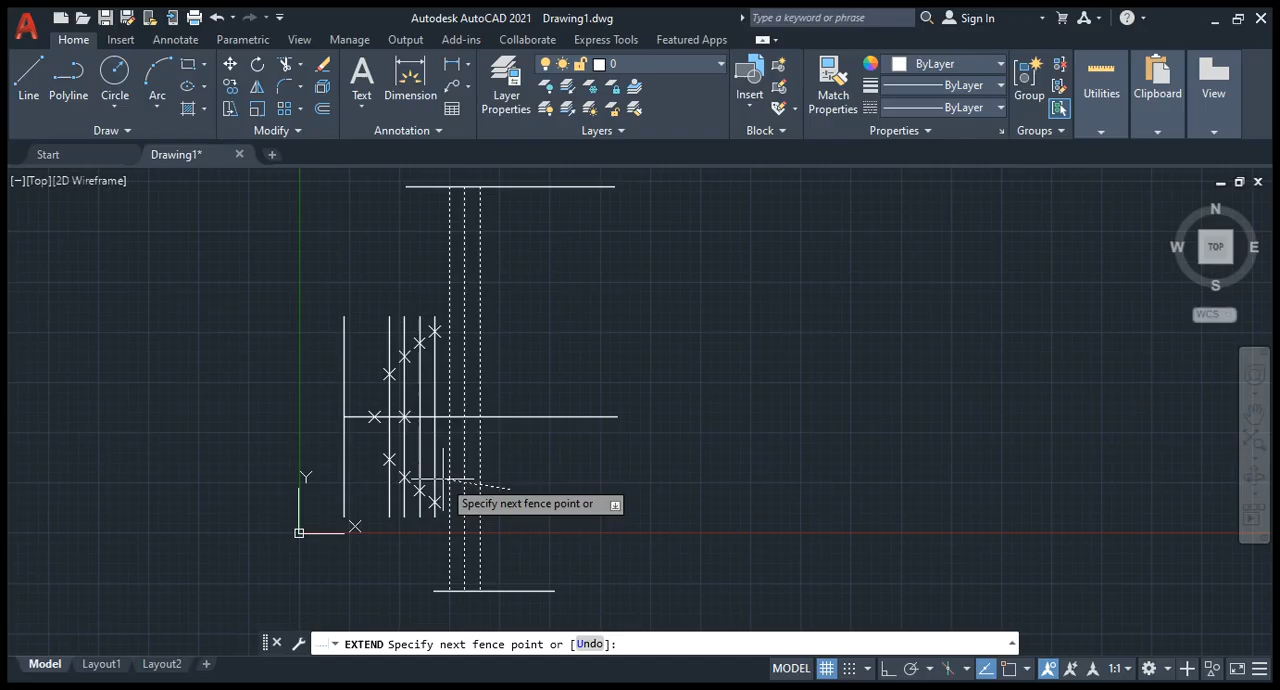 Autodesk AutoCAD 2021 Drawing1.dwg
Type a keyword or phrase
Sign In
Home Insert Annotate Parametric View Manage Output Add-ins Collaborate Express Tools Featured Apps
Line Polyline Circle Arc
Text Dimension
Layer Properties
0
Insert
Match Properties
ByLayer
ByLayer
ByLayer
Group
Utilities
Clipboard
View
Draw Modify Annotation Layers Block Properties Groups
Start Drawing1*
[−][Top][2D Wireframe]
N
W TOP E
S
WCS
Y
X
Specify next fence point or
EXTEND Specify next fence point or [Undo]:
Model Layout1 Layout2
MODEL 1:1